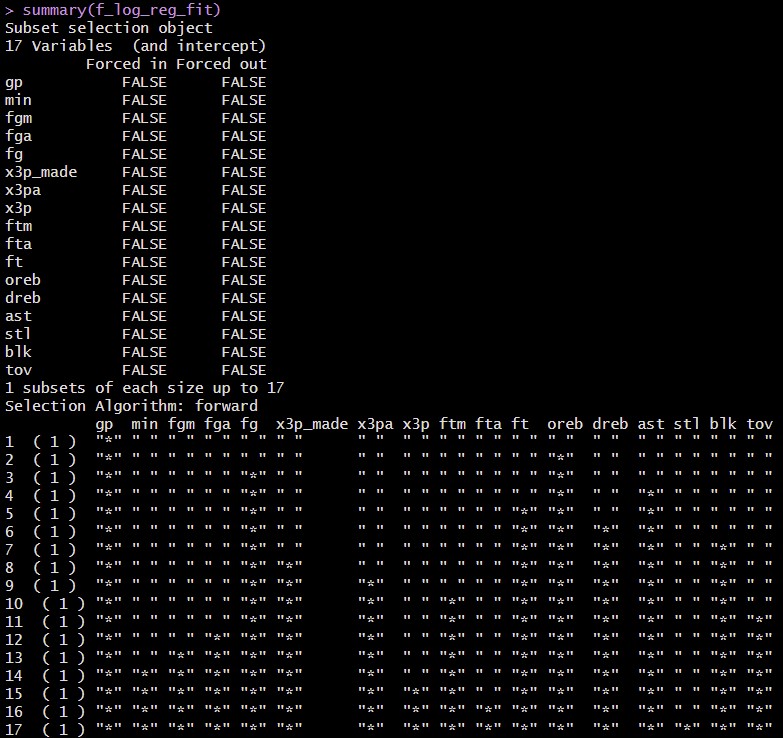 > summary(f_log_reg_fit)
Subset selection object
17 Variables  (and intercept)
         Forced in Forced out
gp           FALSE      FALSE
min          FALSE      FALSE
fgm          FALSE      FALSE
fga          FALSE      FALSE
fg           FALSE      FALSE
x3p_made     FALSE      FALSE
x3pa         FALSE      FALSE
x3p          FALSE      FALSE
ftm          FALSE      FALSE
fta          FALSE      FALSE
ft           FALSE      FALSE
oreb         FALSE      FALSE
dreb         FALSE      FALSE
ast          FALSE      FALSE
stl          FALSE      FALSE
blk          FALSE      FALSE
tov          FALSE      FALSE
1 subsets of each size up to 17
Selection Algorithm: forward
          gp  min fgm fga fg  x3p_made x3pa x3p ftm fta ft  oreb dreb ast stl blk tov
1  ( 1 )  "*" " " " " " " " " " "      " "  " " " " " " " " " "  " "  " " " " " " " "
2  ( 1 )  "*" " " " " " " " " " "      " "  " " " " " " " " "*"  " "  " " " " " " " "
3  ( 1 )  "*" " " " " " " "*" " "      " "  " " " " " " " " "*"  " "  " " " " " " " "
4  ( 1 )  "*" " " " " " " "*" " "      " "  " " " " " " " " "*"  " "  "*" " " " " " "
5  ( 1 )  "*" " " " " " " "*" " "      " "  " " " " " " "*" "*"  " "  "*" " " " " " "
6  ( 1 )  "*" " " " " " " "*" " "      " "  " " " " " " "*" "*"  "*"  "*" " " " " " "
7  ( 1 )  "*" " " " " " " "*" " "      " "  " " " " " " "*" "*"  "*"  "*" " " "*" " "
8  ( 1 )  "*" " " " " " " "*" "*"      " "  " " " " " " "*" "*"  "*"  "*" " " "*" " "
9  ( 1 )  "*" " " " " " " "*" "*"      "*"  " " " " " " "*" "*"  "*"  "*" " " "*" " "
10  ( 1 ) "*" " " " " " " "*" "*"      "*"  " " "*" " " "*" "*"  "*"  "*" " " "*" " "
11  ( 1 ) "*" " " " " " " "*" "*"      "*"  " " "*" " " "*" "*"  "*"  "*" " " "*" "*"
12  ( 1 ) "*" " " " " "*" "*" "*"      "*"  " " "*" " " "*" "*"  "*"  "*" " " "*" "*"
13  ( 1 ) "*" " " "*" "*" "*" "*"      "*"  " " "*" " " "*" "*"  "*"  "*" " " "*" "*"
14  ( 1 ) "*" "*" "*" "*" "*" "*"      "*"  " " "*" " " "*" "*"  "*"  "*" " " "*" "*"
15  ( 1 ) "*" "*" "*" "*" "*" "*"      "*"  "*" "*" " " "*" "*"  "*"  "*" " " "*" "*"
16  ( 1 ) "*" "*" "*" "*" "*" "*"      "*"  "*" "*" "*" "*" "*"  "*"  "*" " " "*" "*"
17  ( 1 ) "*" "*" "*" "*" "*" "*"      "*"  "*" "*" "*" "*" "*"  "*"  "*" "*" "*" "*"